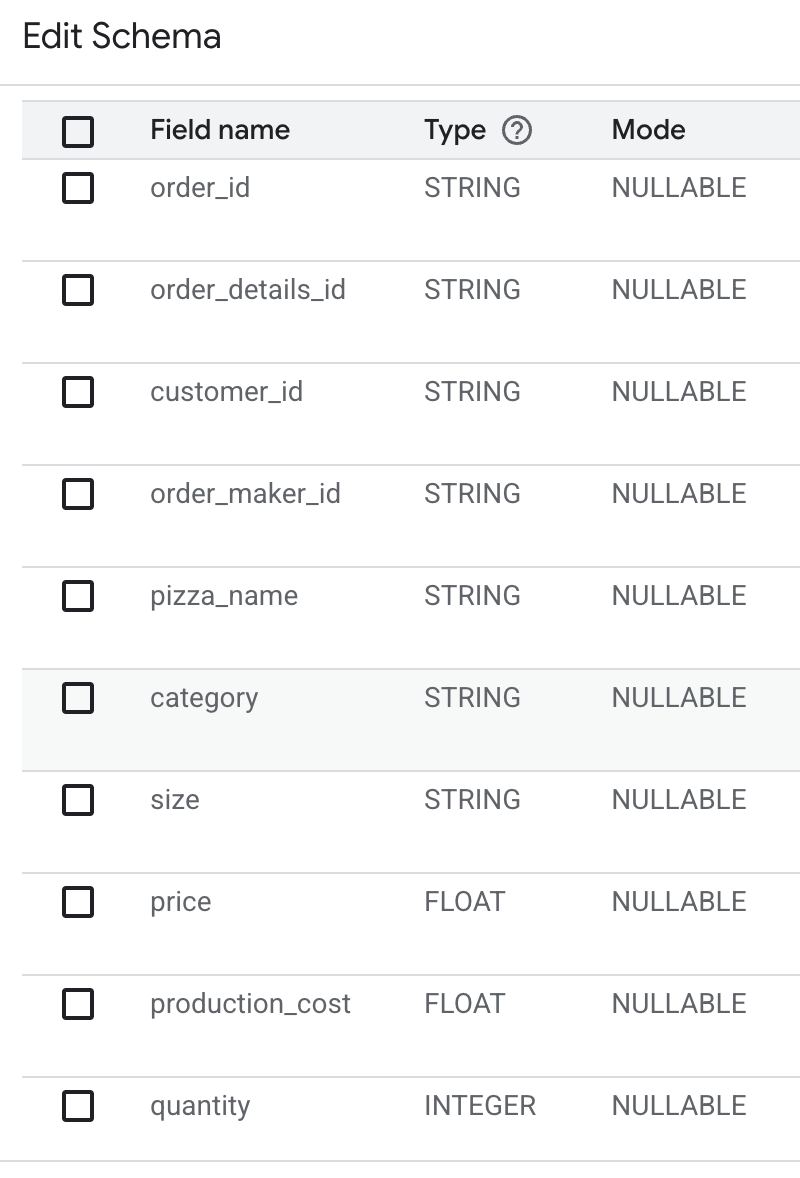 Edit Schema
Field name Type ? Mode
order_id STRING NULLABLE
order_details_id STRING NULLABLE
customer_id STRING NULLABLE
order_maker_id STRING NULLABLE
pizza_name STRING NULLABLE
category STRING NULLABLE
size STRING NULLABLE
price FLOAT NULLABLE
production_cost FLOAT NULLABLE
quantity INTEGER NULLABLE